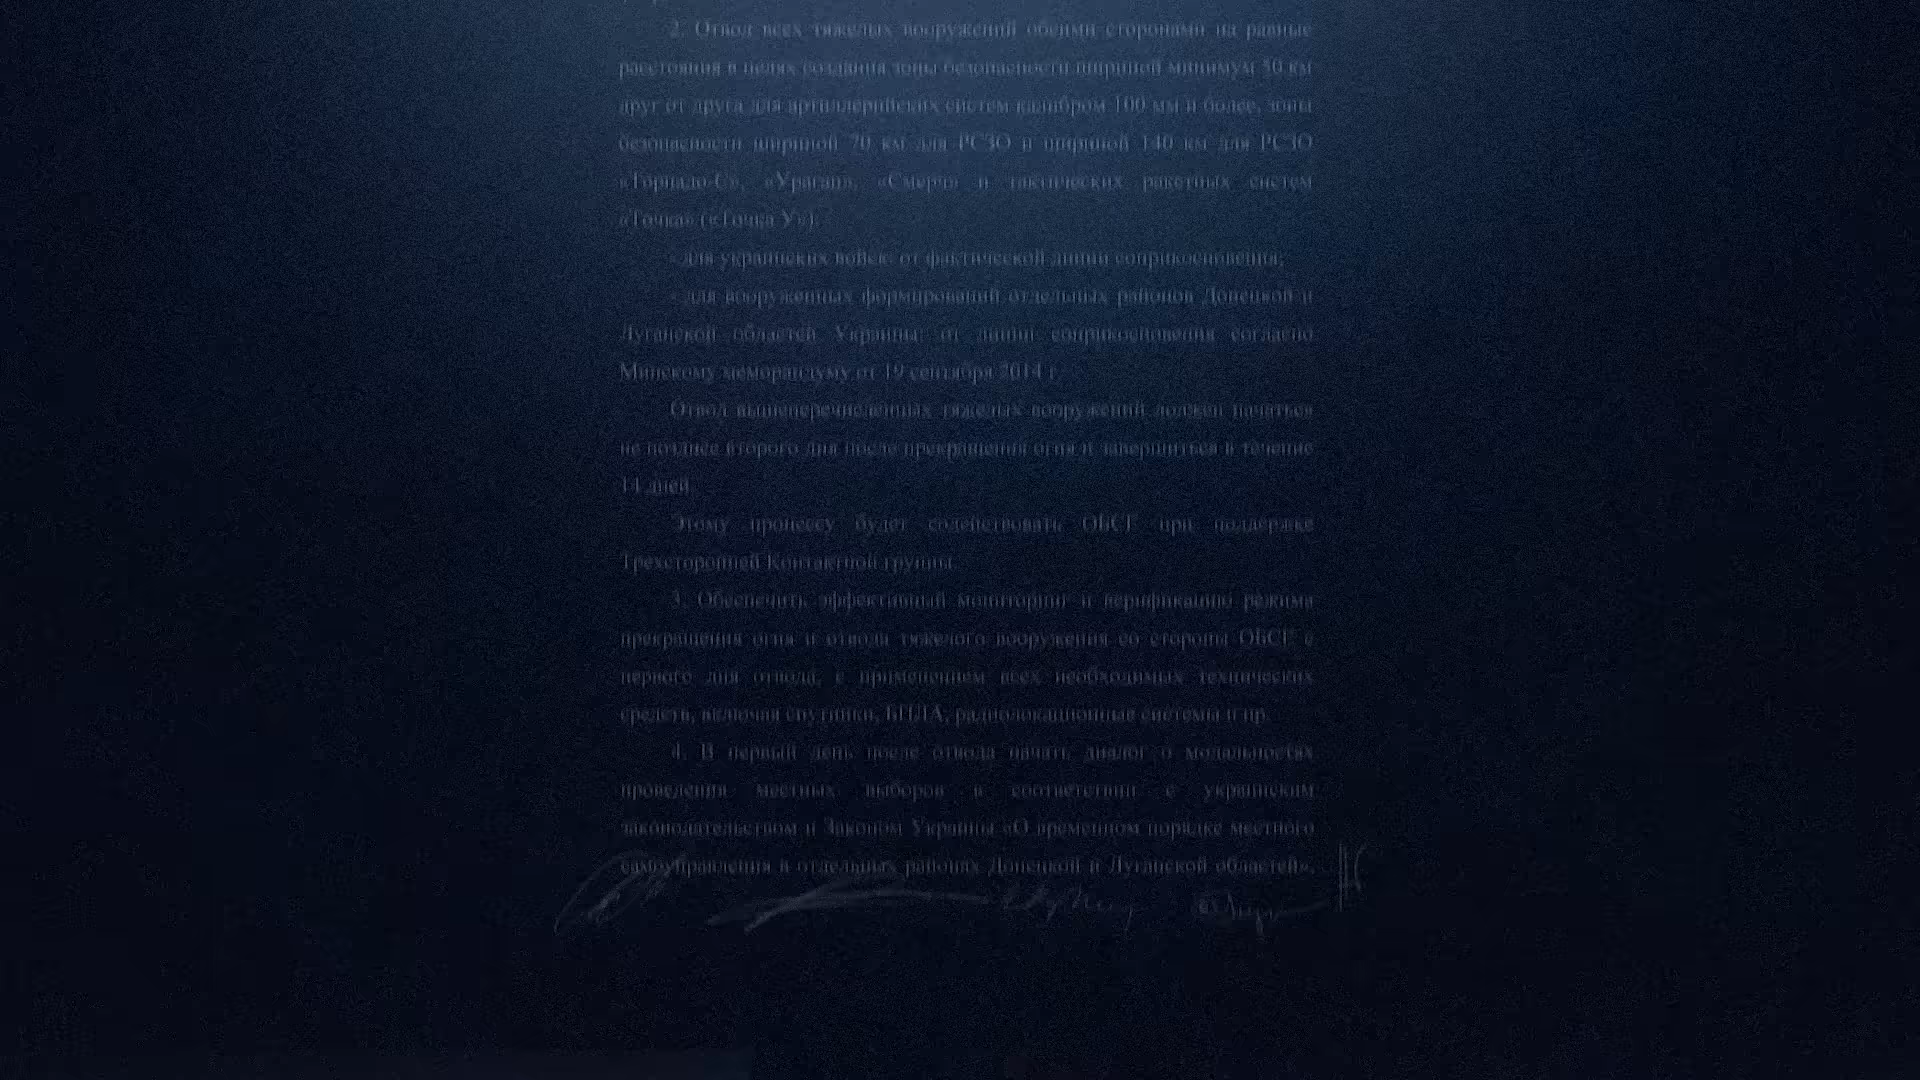 2. Отвод всех тяжелых вооружений обеими сторонами на равные
расстояния в целях создания зоны безопасности шириной минимум 50 км
друг от друга для артиллерийских систем калибром 100 мм и более, зоны
безопасности шириной 70 км для РСЗО и шириной 140 км для РСЗО
«Торнадо-С», «Ураган», «Смерч» и тактических ракетных систем
«Точка» («Точка У»):
- для украинских войск: от фактической линии соприкосновения;
- для вооруженных формирований отдельных районов Донецкой и
Луганской областей Украины: от линии соприкосновения согласно
Минскому меморандуму от 19 сентября 2014 г.
Отвод вышеперечисленных тяжелых вооружений должен начаться
не позднее второго дня после прекращения огня и завершиться в течение
14 дней.
Этому процессу будет содействовать ОБСЕ при поддержке
Трехсторонней Контактной группы.
3. Обеспечить эффективный мониторинг и верификацию режима
прекращения огня и отвода тяжелого вооружения со стороны ОБСЕ с
первого дня отвода, с применением всех необходимых технических
средств, включая спутники, БПЛА, радиолокационные системы и пр.
4. В первый день после отвода начать диалог о модальностях
проведения местных выборов в соответствии с украинским
законодательством и Законом Украины «О временном порядке местного
самоуправления в отдельных районах Донецкой и Луганской областей»,